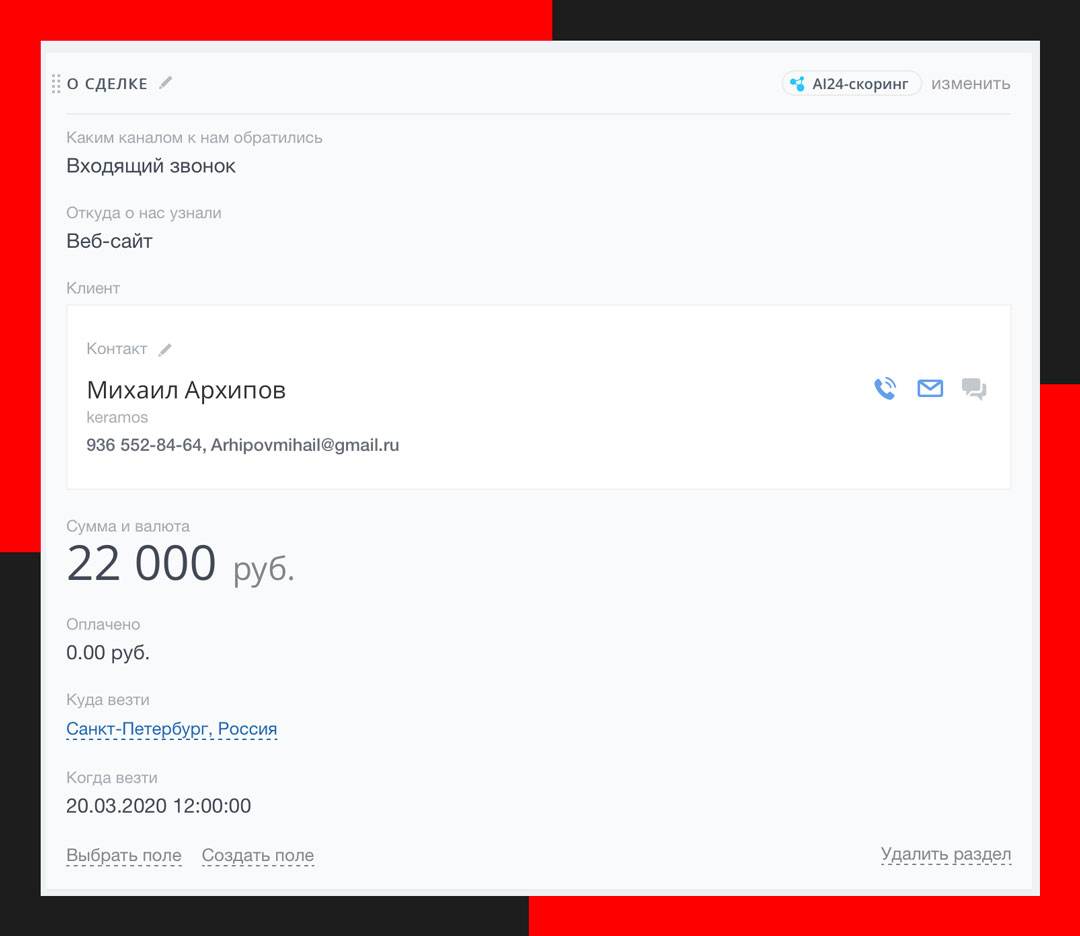 О СДЕЛКЕ
AI24-скоринг изменить
Каким каналом к нам обратились
Входящий звонок
Откуда о нас узнали
Веб-сайт
Клиент
Контакт
Михаил Архипов
keramos
936 552-84-64, Arhipovmihail@gmail.ru
Сумма и валюта
22 000 руб.
Оплачено
0.00 руб.
Куда везти
Санкт-Петербург, Россия
Когда везти
20.03.2020 12:00:00
Выбрать поле Создать поле
Удалить раздел